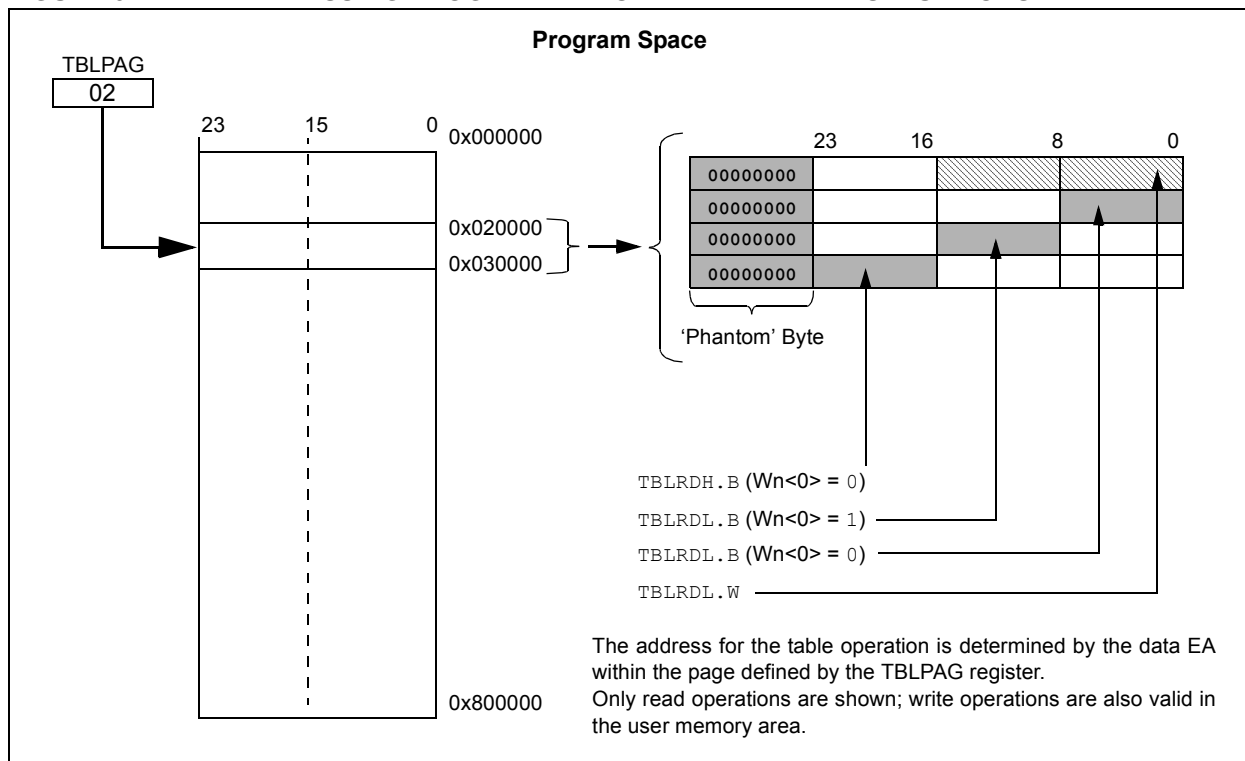 Program Space
TBLPAG
02
23 15 0
0x000000
0x020000
0x030000
0x800000
23 16 8 0
00000000
00000000
00000000
00000000
‘Phantom’ Byte
TBLRDH.B (Wn<0> = 0)
TBLRDL.B (Wn<0> = 1)
TBLRDL.B (Wn<0> = 0)
TBLRDL.W
The address for the table operation is determined by the data EA
within the page defined by the TBLPAG register.
Only read operations are shown; write operations are also valid in
the user memory area.